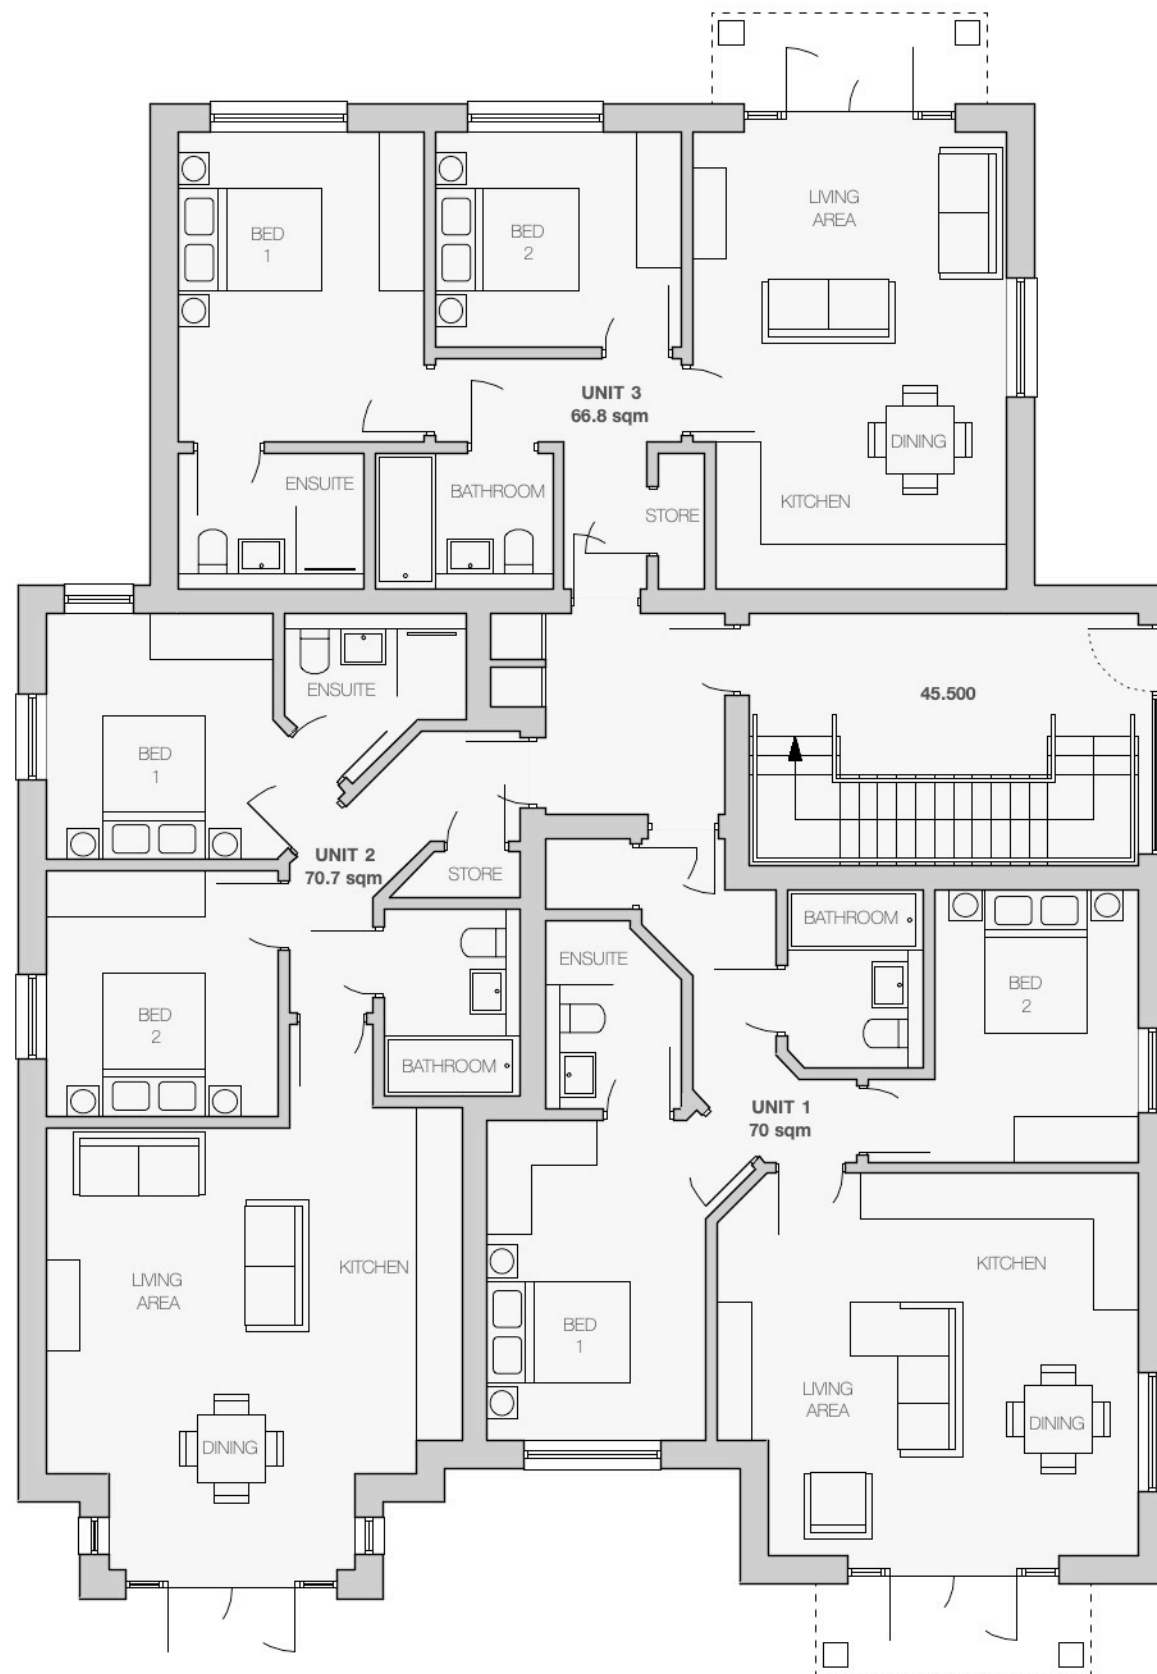 LIVING
AREA
BED
1
BED
2
UNIT 3
66.8 sqm
DINING
KITCHEN
ENSUITE
BATHROOM
STORE
ENSUITE
45.500
BED
1
UNIT 2
70.7 sqm
STORE
BATHROOM
ENSUITE
BED
2
BED
2
BATHROOM
UNIT 1
70 sqm
KITCHEN
KITCHEN
LIVING
AREA
BED
1
LIVING
AREA
DINING
DINING